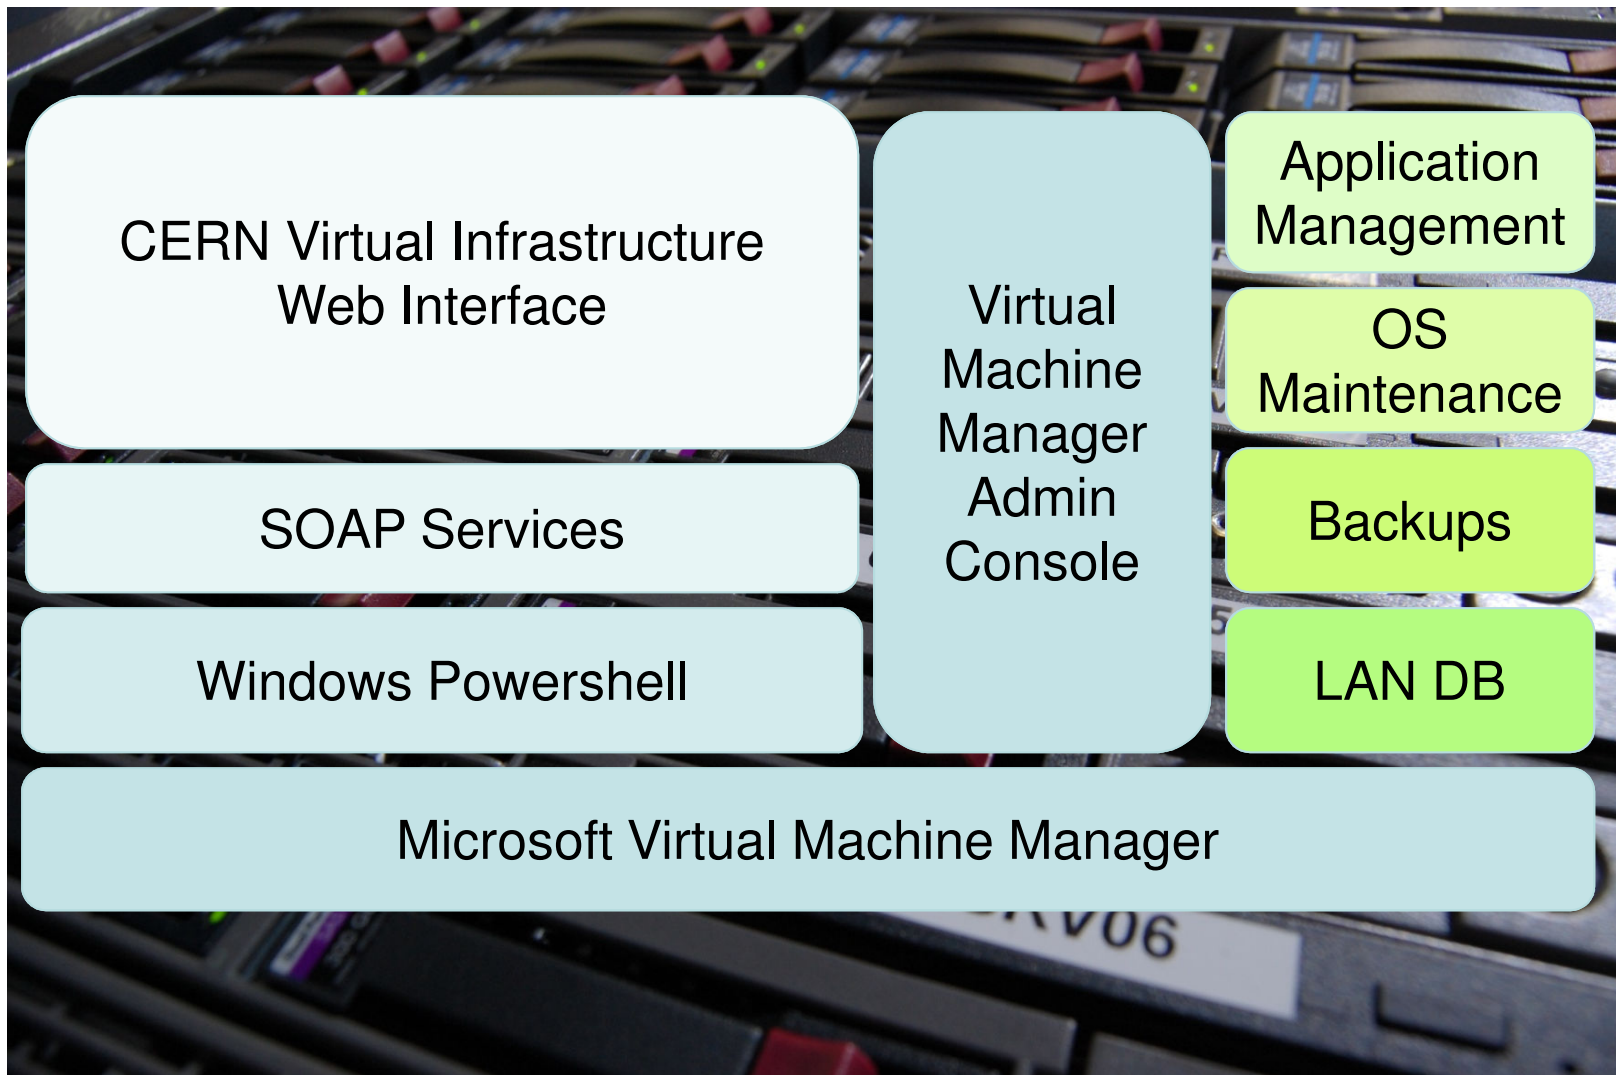 CERN Virtual Infrastructure
Web Interface
SOAP Services
Windows Powershell
Virtual
Machine
Manager
Admin
Console
Application
Management
OS
Maintenance
Backups
LAN DB
Microsoft Virtual Machine Manager